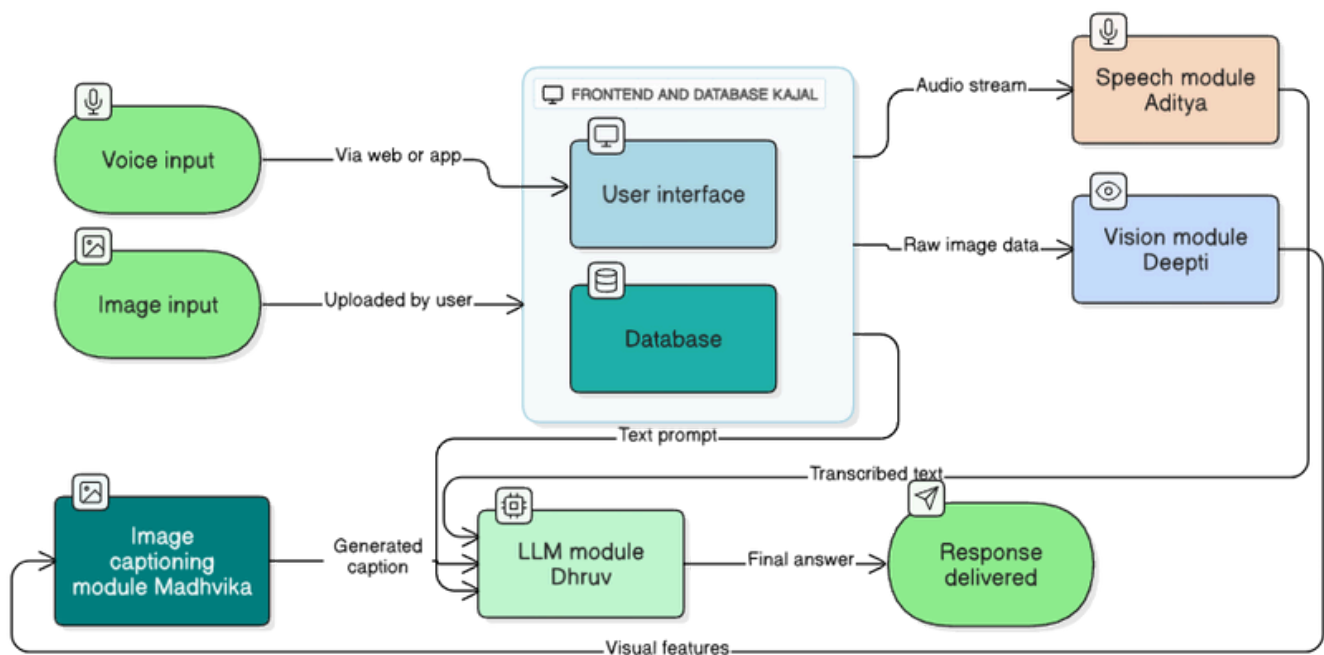 Voice input
Via web or app
Image input
Uploaded by user
FRONTEND AND DATABASE KAJAL
User interface
Database
Audio stream
Speech module
Aditya
Raw image data
Vision module
Deepti
Text prompt
Transcribed text
Image
captioning
module Madhvika
Generated
caption
LLM module
Dhruv
Final answer
Response
delivered
Visual features